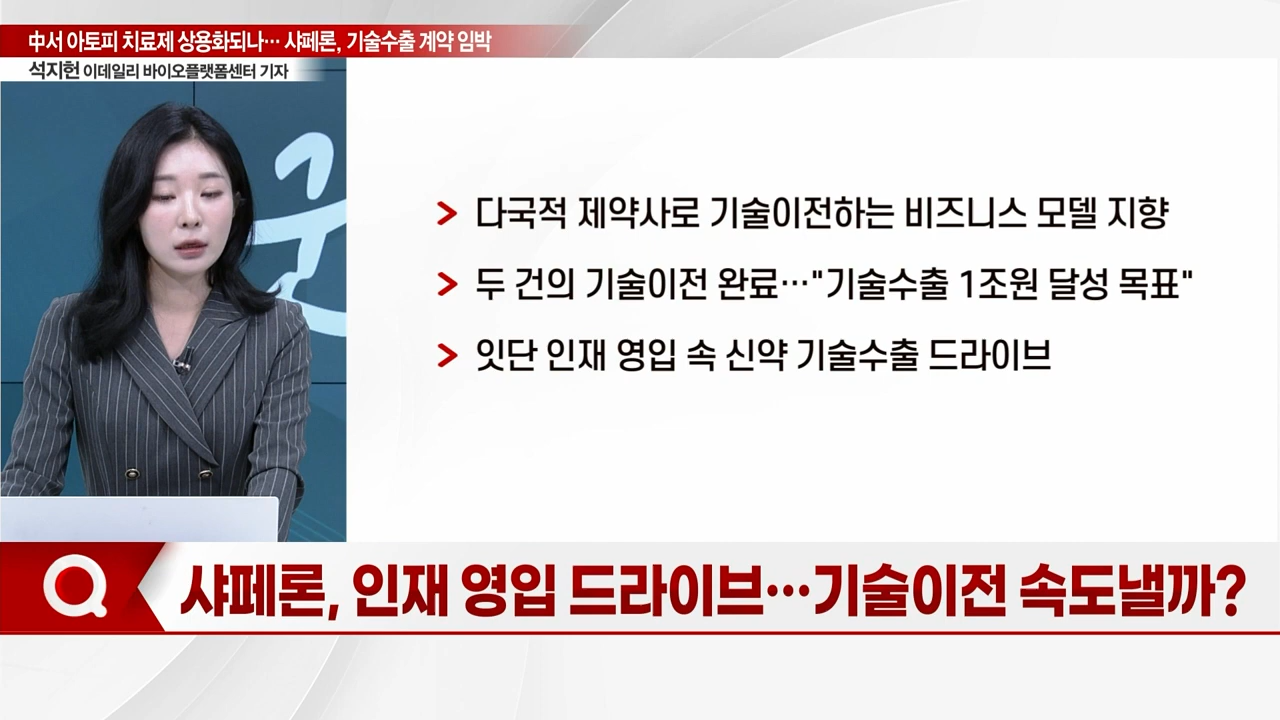 中서 아토피 치료제 상용화되나… 샤페론, 기술수출 계약 임박
석지헌 이데일리 바이오플랫폼센터 기자
> 다국적 제약사로 기술이전하는 비즈니스 모델 지향
> 두 건의 기술이전 완료…"기술수출 1조원 달성 목표"
> 잇단 인재 영입 속 신약 기술수출 드라이브
Q 샤페론, 인재 영입 드라이브…기술이전 속도낼까?